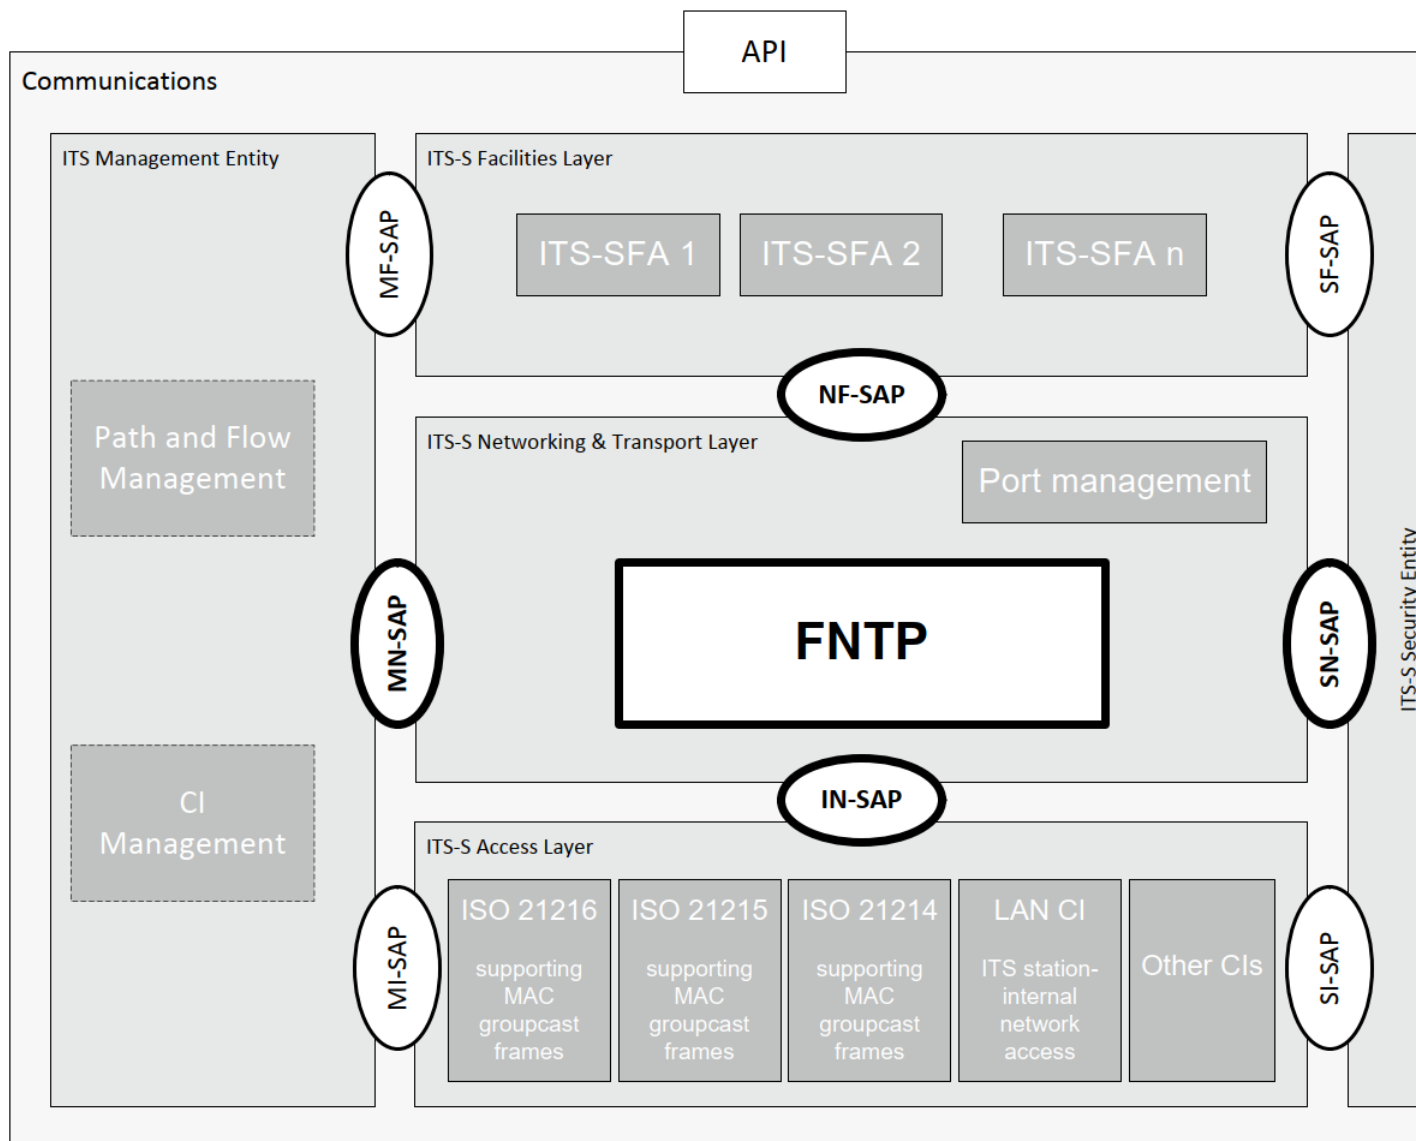 API
Communications
ITS Management Entity
ITS-S Facilities Layer
MF-SAP
ITS-SFA 1
ITS-SFA 2
ITS-SFA n
SF-SAP
NF-SAP
Path and Flow
Management
ITS-S Networking & Transport Layer
Port management
MN-SAP
FNTP
SN-SAP
ITS-S Security Entity
IN-SAP
CI
Management
ITS-S Access Layer
MI-SAP
ISO 21216
supporting
MAC
groupcast
frames
ISO 21215
supporting
MAC
groupcast
frames
ISO 21214
supporting
MAC
groupcast
frames
LAN CI
ITS station-
internal
network
access
Other CIs
SI-SAP